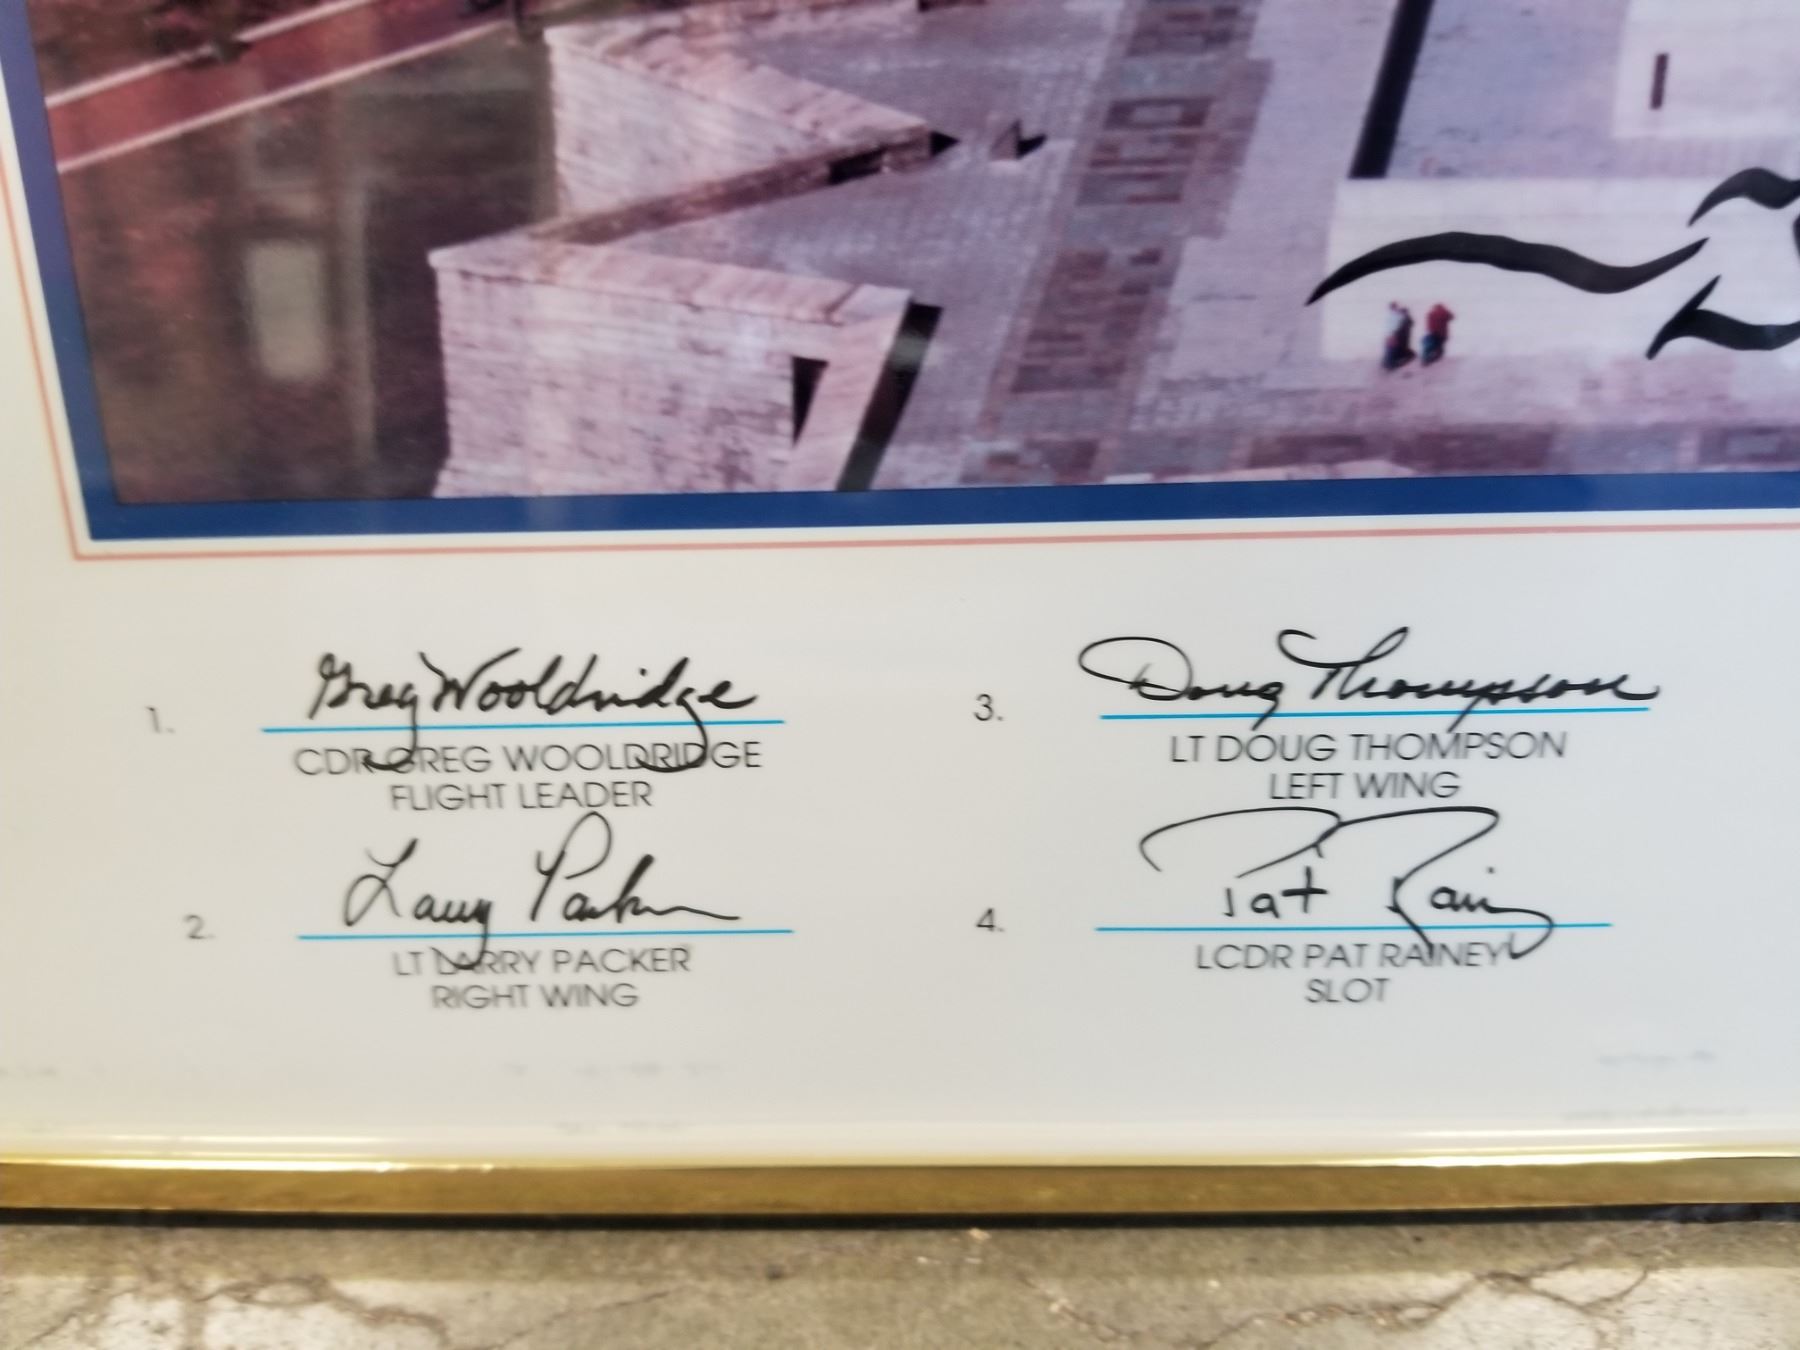 1. Greg Wooldridge
CDR GREG WOOLDRIDGE
FLIGHT LEADER
2. Larry Packer
LT LARRY PACKER
RIGHT WING
3. Doug Thompson
LT DOUG THOMPSON
LEFT WING
4. Pat Rainey
LCDR PAT RAINEY
SLOT